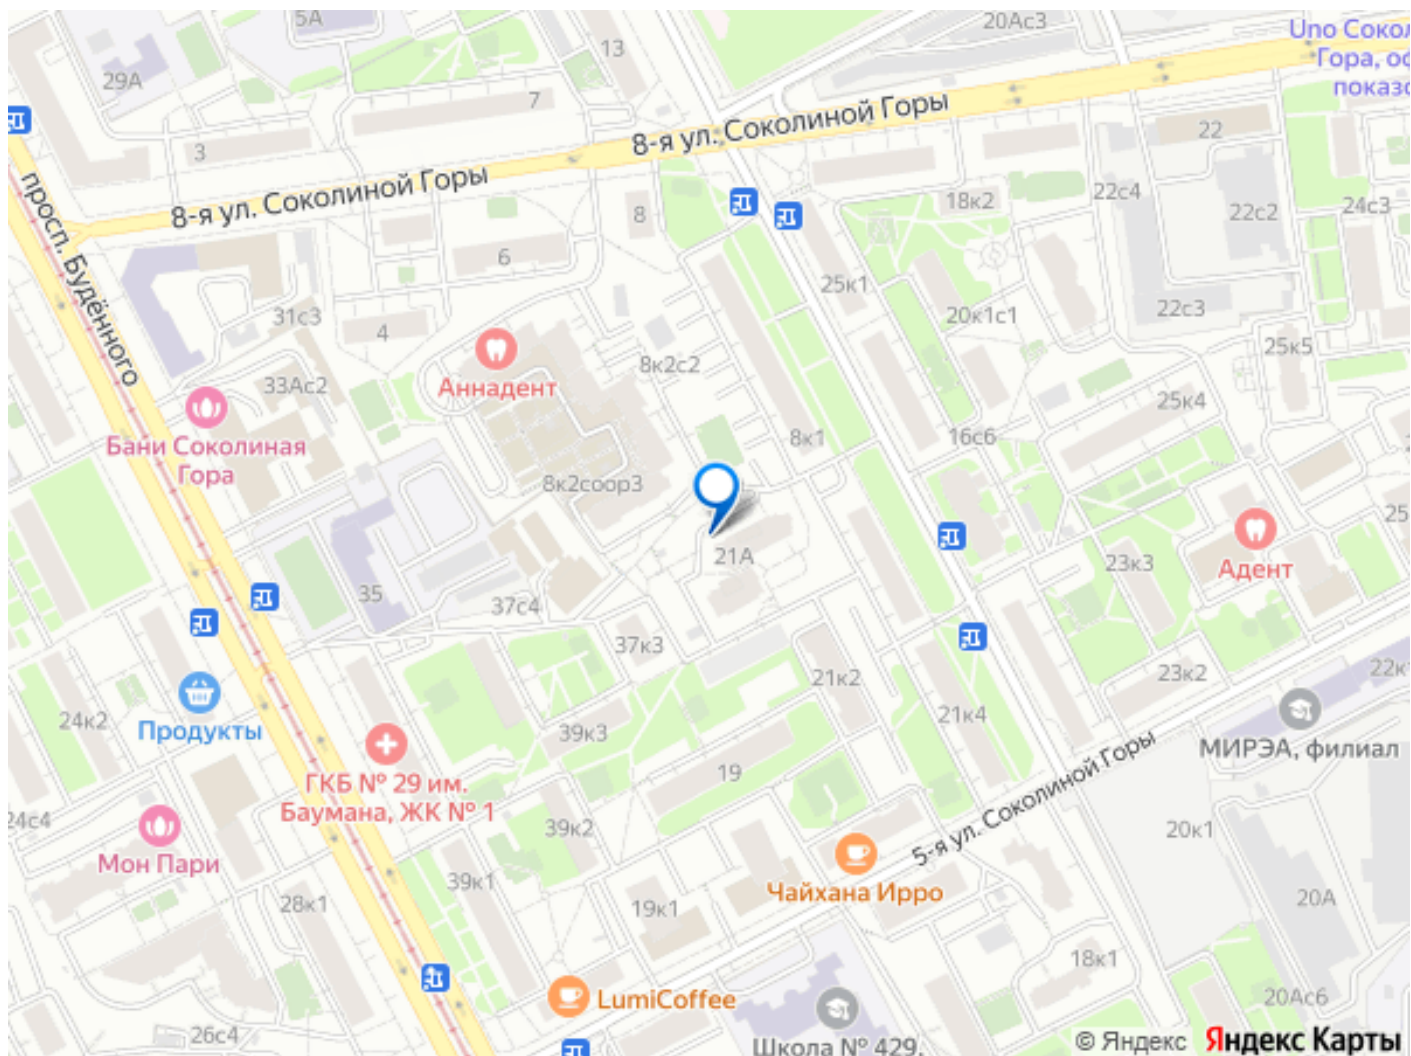 5А
20Ас3
Uno Сокол
Гора, оф
показо
13
29А
7
8-я ул. Соколиной Горы
22
3
8-я ул. Соколиной Горы
просп. Будённого
8
18к2
22с4
22с2
24с3
6
25к1
31с3
4
20к1с1
22с3
25к5
8к2с2
Аннадент
33Ас2
25к4
Бани Соколиная
Гора
8к1
16с6
8к2соор3
25
21А
23к3
Адент
35
37с4
37к3
21к2
23к2
22к1
24к2
Продукты
39к3
21к4
МИРЭА, филиал
19
ГКБ № 29 им.
Баумана, ЖК № 1
5-я ул. Соколиной Горы
24с4
39к2
20к1
Мон Пари
39к1
Чайхана Ирро
28к1
19к1
20А
18к1
LumiCoffee
20Ас6
26с4
Школа № 429,
© Яндекс Яндекс Карты